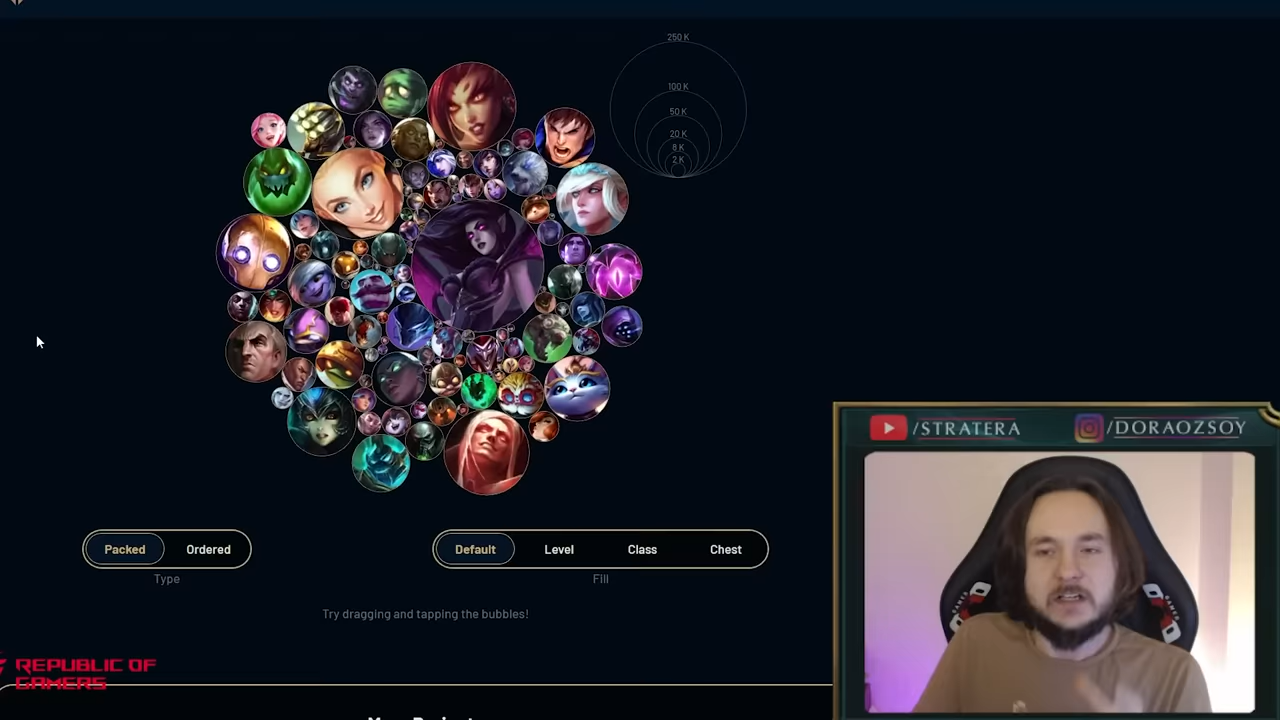 250 K
100 K
50 K
20 K
8 K
2 K
/STRATERA
/DORAOZSOY
Packed
Ordered
Default
Level
Class
Chest
Type
Fill
Try dragging and tapping the bubbles!
REPUBLIC OF
GAMERS